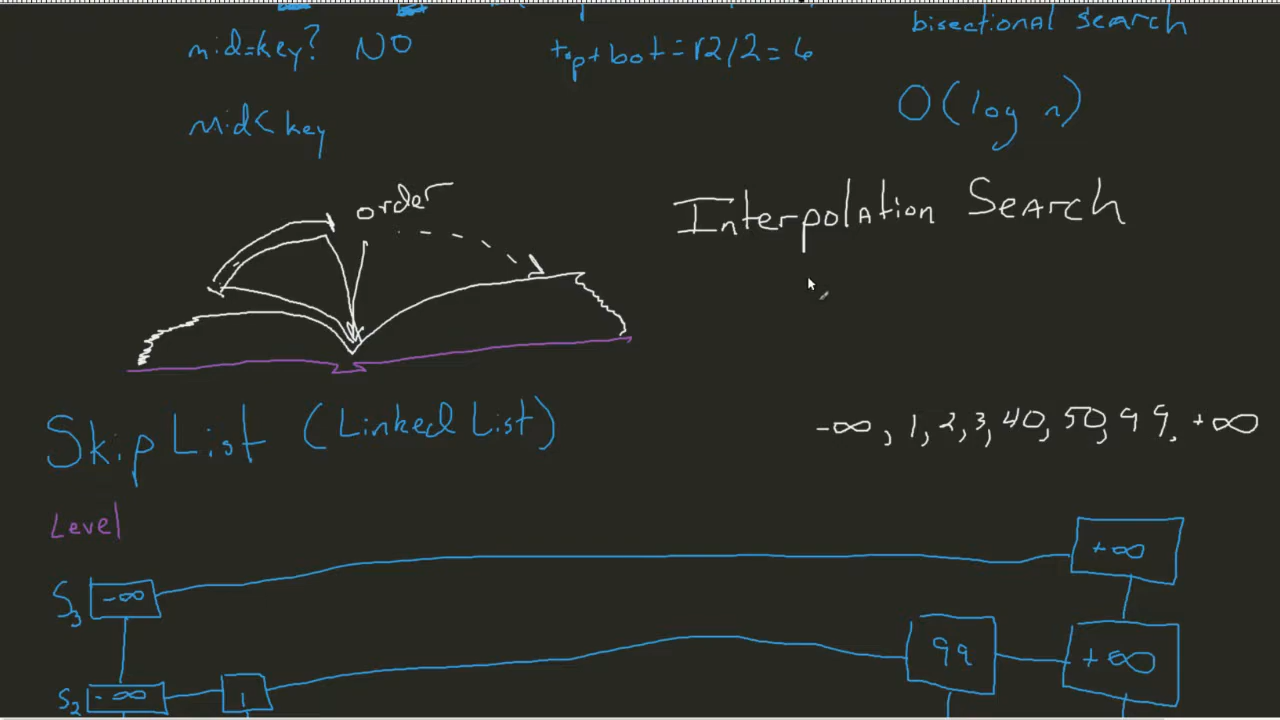 bisectional search
mid=key? NO
top+bot=12/2=6
O(log n)
mid<key
order
Interpolation Search
Skip List (Linked List)
-∞, 1, 2, 3, 40, 50, 99, +∞
Level
+∞
S3 -∞
99 +∞
S2 -∞ 1